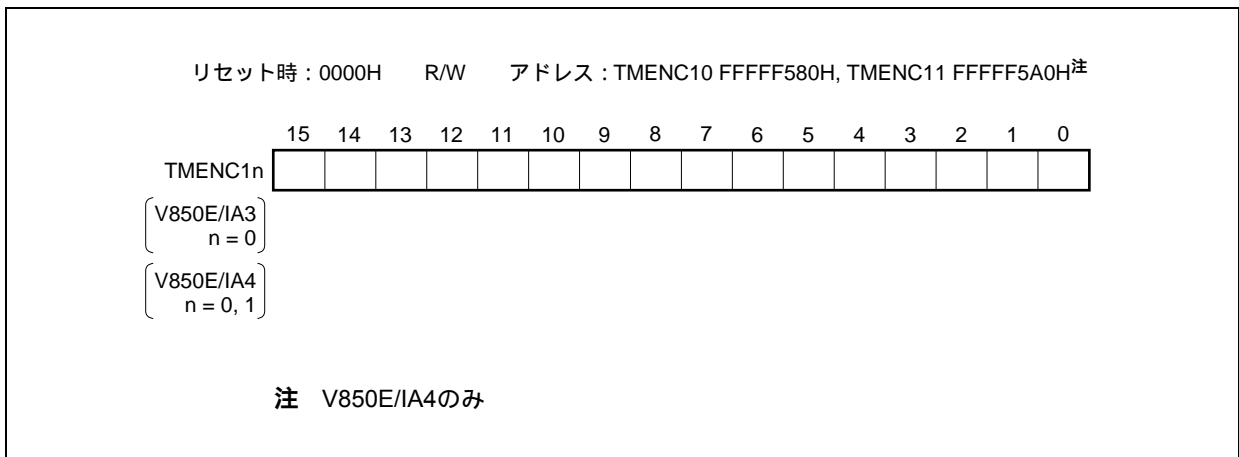 リセット時：0000H R/W アドレス：TMENC10 FFFFF580H, TMENC11 FFFFF5A0H注
15 14 13 12 11 10 9 8 7 6 5 4 3 2 1 0
TMENC1n
V850E/IA3
n = 0
V850E/IA4
n = 0, 1
注 V850E/IA4のみ